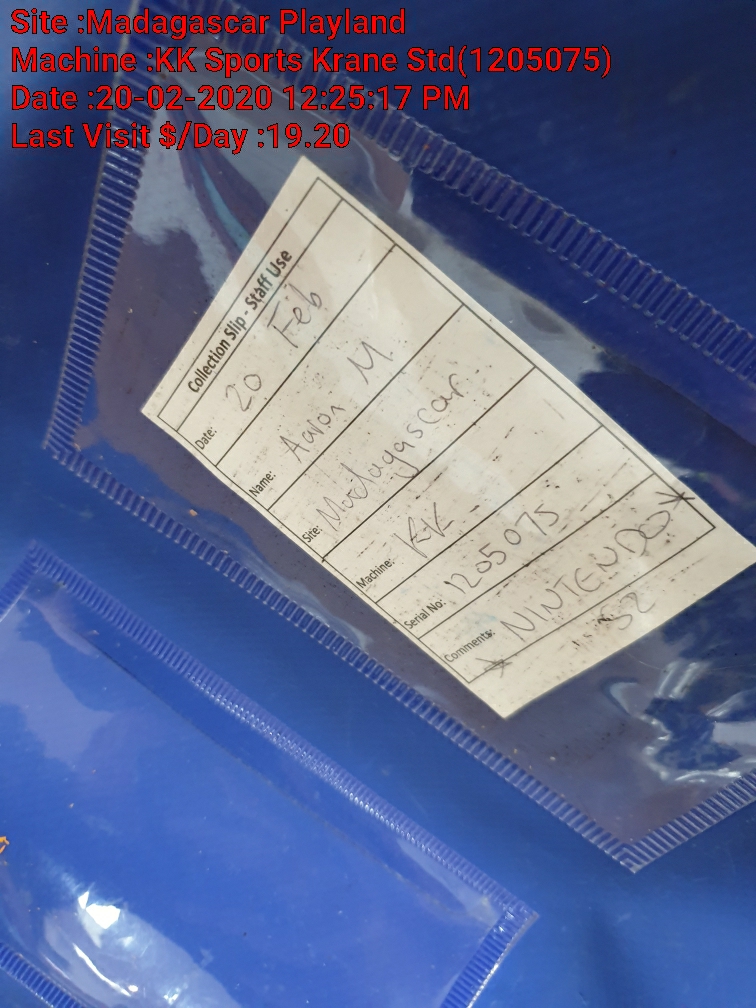 Site :Madagascar Playland
Machine :KK Sports Krane Std(1205075)
Date :20-02-2020 12:25:17 PM
Last Visit $/Day :19.20
Collection Slip - Staff Use
Date: 20 Feb
Name: Aaron M
Site: Madagascar
Machine: KK
Serial No: 1205075
Comments: * NINTENDO *
52